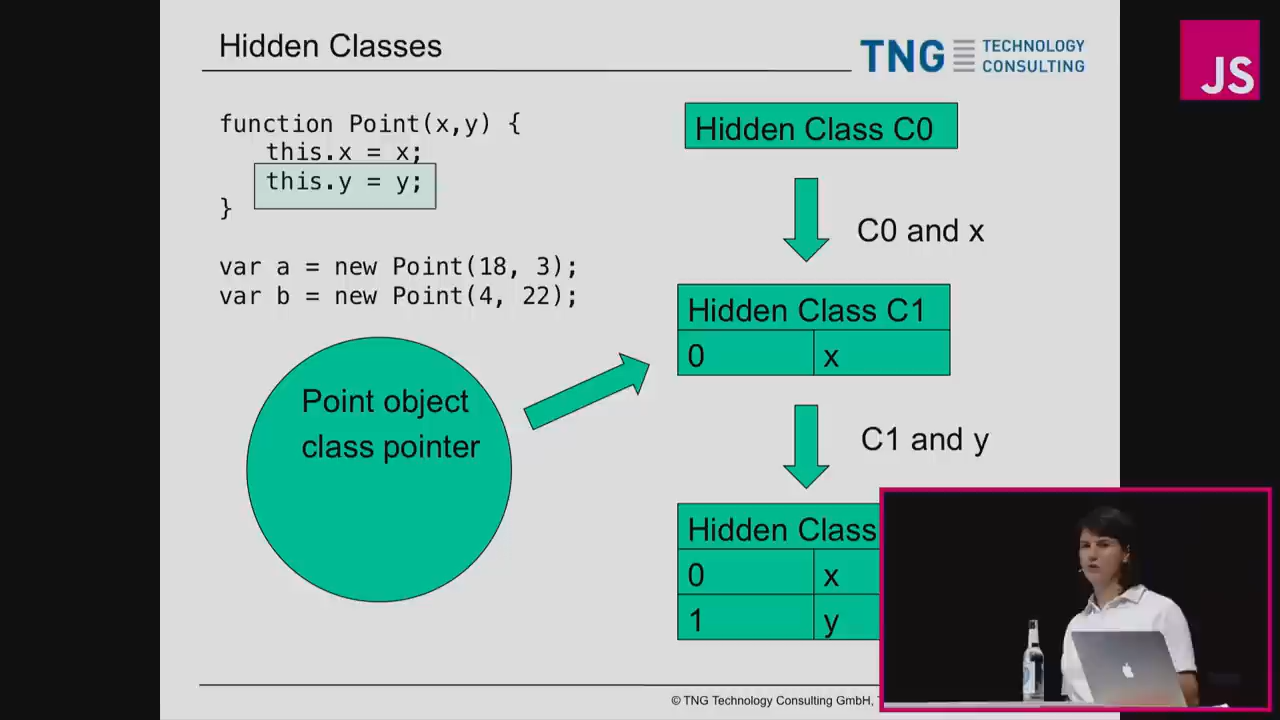 Hidden Classes
TNG TECHNOLOGY
CONSULTING
JS
function Point(x,y) {
this.x = x;
this.y = y;
}
var a = new Point(18, 3);
var b = new Point(4, 22);
Point object
class pointer
Hidden Class C0
C0 and x
Hidden Class C1
0 x
C1 and y
Hidden Class
0 x
1 y
© TNG Technology Consulting GmbH,